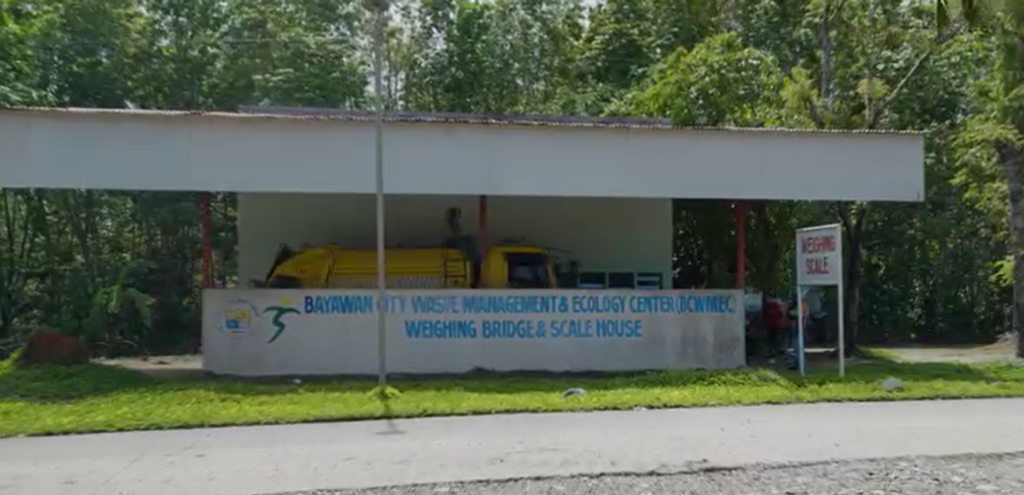 BAYAWAN CITY WASTE MANAGEMENT & ECOLOGY CENTER (BCWMEC)
WEIGHING BRIDGE & SCALE HOUSE
WEIGHING
SCALE